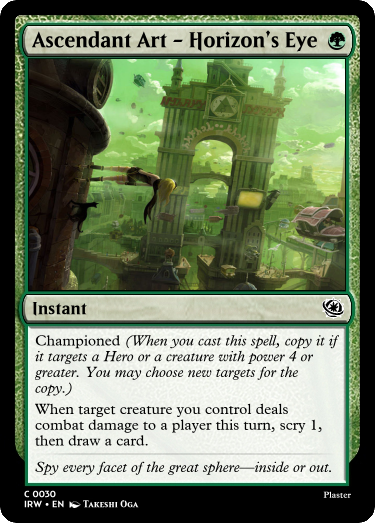 Ascendant Art – Horizon's Eye
Instant
Championed (When you cast this spell, copy it if
it targets a Hero or a creature with power 4 or
greater. You may choose new targets for the
copy.)
When target creature you control deals
combat damage to a player this turn, scry 1,
then draw a card.
Spy every facet of the great sphere—inside or out.
C 0030
IRW • EN Takeshi Oga
Plaster